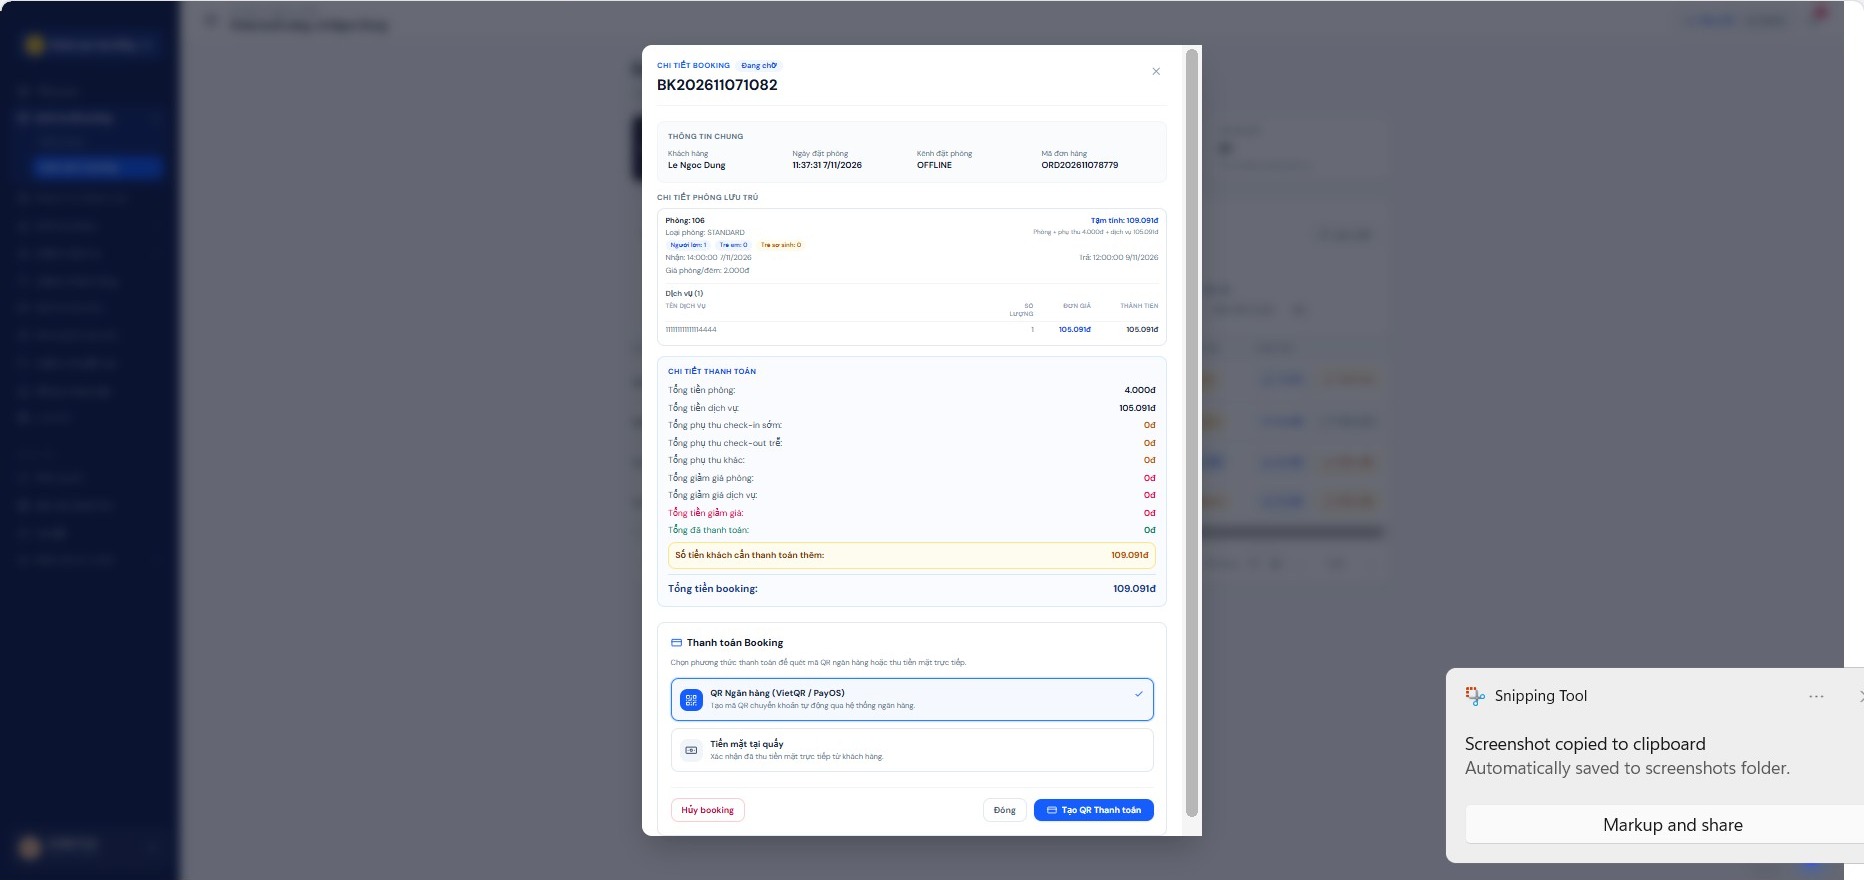 CHI TIẾT BOOKING Đang chờ
BK202611071082
THÔNG TIN CHUNG
Khách hàng Ngày đặt phòng Kênh đặt phòng Mã đơn hàng
Le Ngoc Dung 11:37:31 7/11/2026 OFFLINE ORD202611078779
CHI TIẾT PHÒNG LƯU TRÚ
Phòng: 106 Tạm tính: 109.091đ
Loại phòng: STANDARD Phòng + phụ thu 4.000đ + dịch vụ 105.091đ
Người lớn: 1 Trẻ em: 0 Trẻ sơ sinh: 0
Nhận: 14:00:00 7/11/2026 Trả: 12:00:00 9/11/2026
Giá phòng/đêm: 2.000đ
Dịch vụ (1)
TÊN DỊCH VỤ SỐ LƯỢNG ĐƠN GIÁ THÀNH TIỀN
1 105.091đ 105.091đ
CHI TIẾT THANH TOÁN
Tổng tiền phòng: 4.000đ
Tổng tiền dịch vụ: 105.091đ
Tổng phụ thu check-in sớm: 0đ
Tổng phụ thu check-out trễ: 0đ
Tổng phụ thu khác: 0đ
Tổng giảm giá phòng: 0đ
Tổng giảm giá dịch vụ: 0đ
Tổng tiền giảm giá: 0đ
Tổng đã thanh toán: 0đ
Số tiền khách cần thanh toán thêm: 109.091đ
Tổng tiền booking: 109.091đ
Thanh toán Booking
Chọn phương thức thanh toán để quét mã QR ngân hàng hoặc thu tiền mặt trực tiếp.
QR Ngân hàng (VietQR / PayOS)
Tạo mã QR chuyển khoản tự động qua hệ thống ngân hàng.
Tiền mặt tại quầy
Xác nhận đã thu tiền mặt trực tiếp từ khách hàng.
Hủy booking Đóng Tạo QR Thanh toán
Snipping Tool
Screenshot copied to clipboard
Automatically saved to screenshots folder.
Markup and share